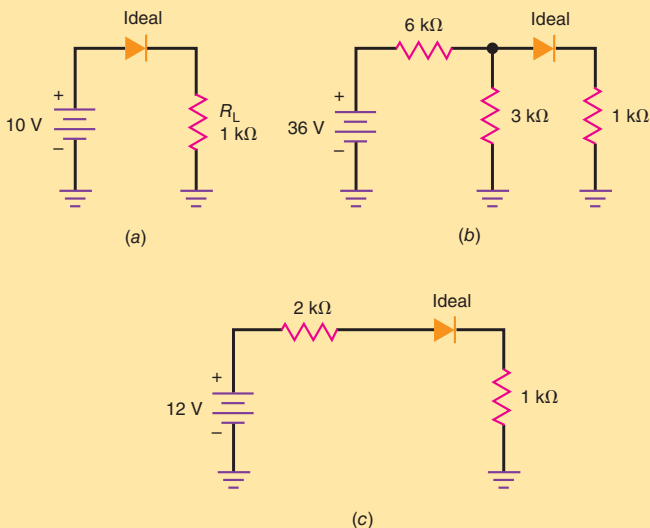 Ideal
+
10 V
–
R_L
1 kΩ
(a)
6 kΩ
Ideal
+
36 V
–
3 kΩ
1 kΩ
(b)
2 kΩ
Ideal
+
12 V
–
1 kΩ
(c)